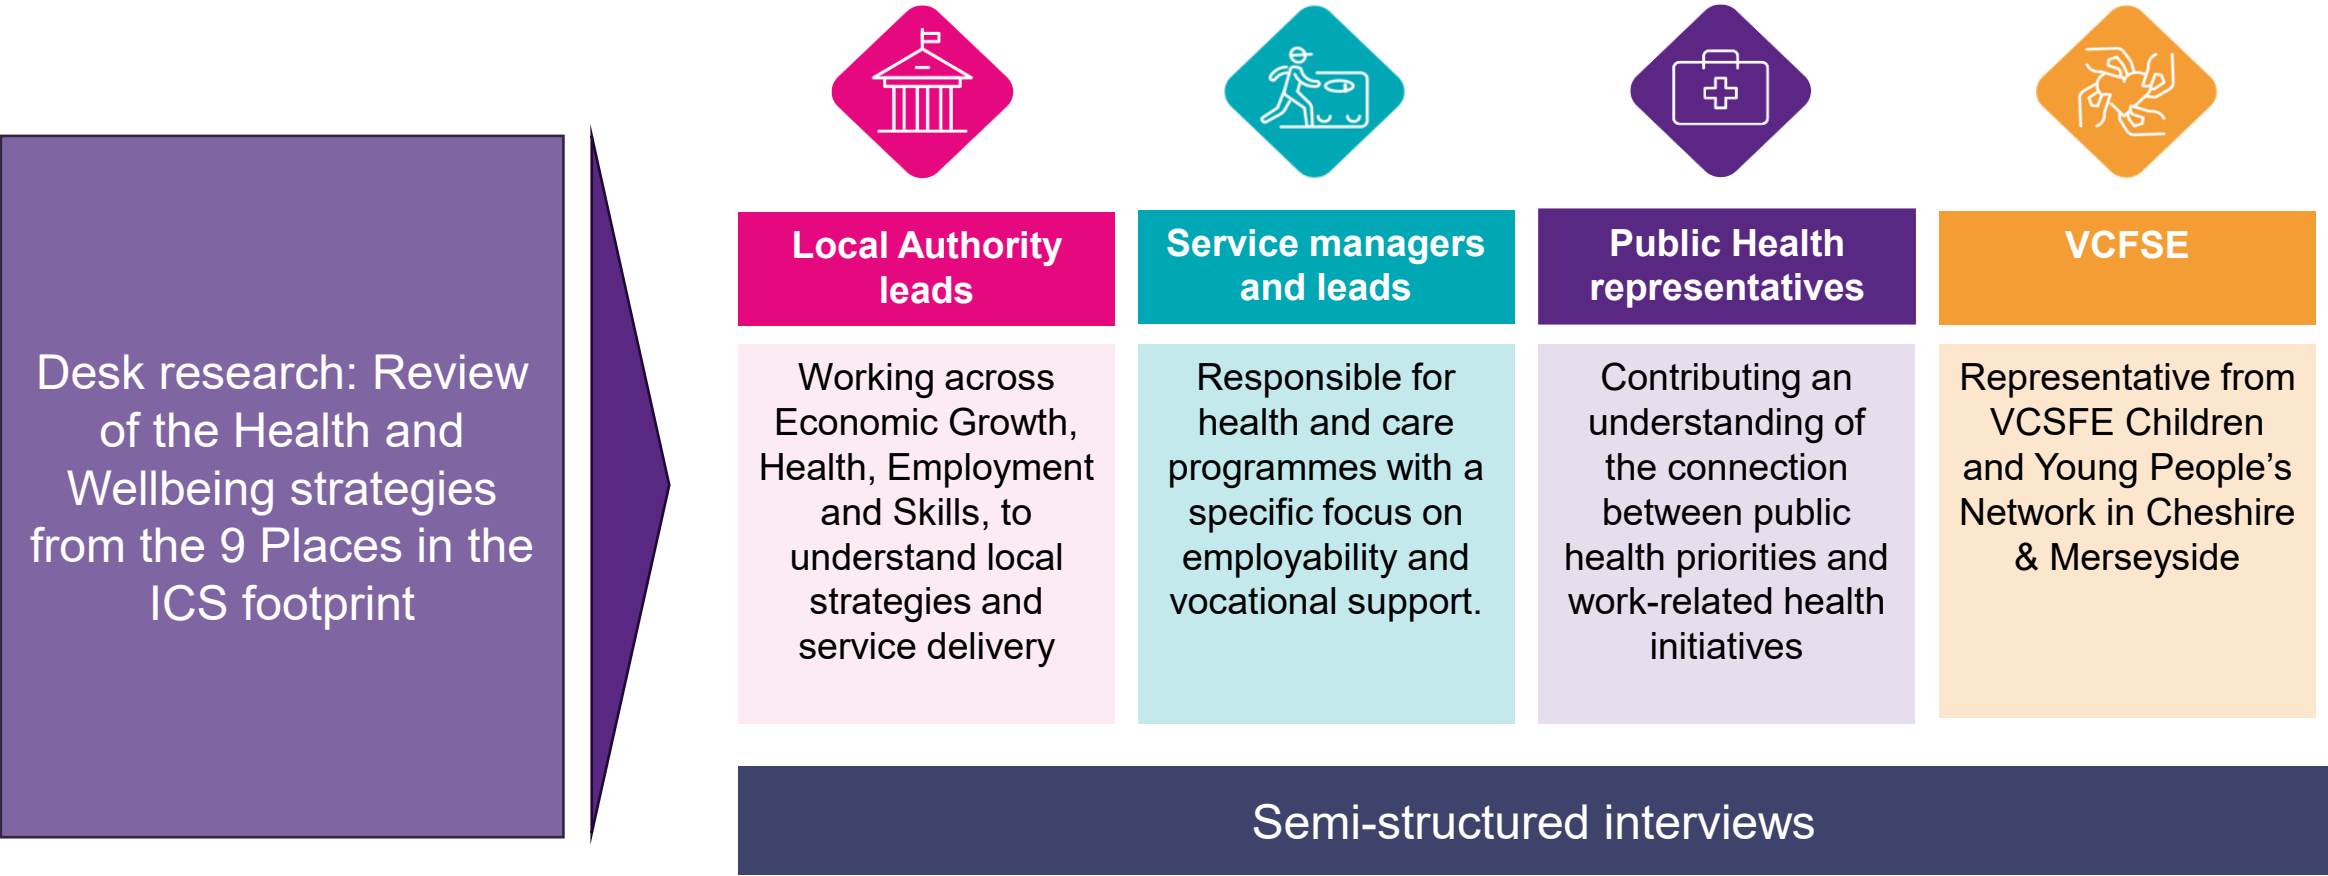 Desk research: Review
of the Health and
Wellbeing strategies
from the 9 Places in the
ICS footprint
Local Authority
leads
Working across
Economic Growth,
Health, Employment
and Skills, to
understand local
strategies and
service delivery
Service managers
and leads
Responsible for
health and care
programmes with a
specific focus on
employability and
vocational support.
Public Health
representatives
Contributing an
understanding of
the connection
between public
health priorities and
work-related health
initiatives
VCFSE
Representative from
VCSFE Children
and Young People’s
Network in Cheshire
& Merseyside
Semi-structured interviews